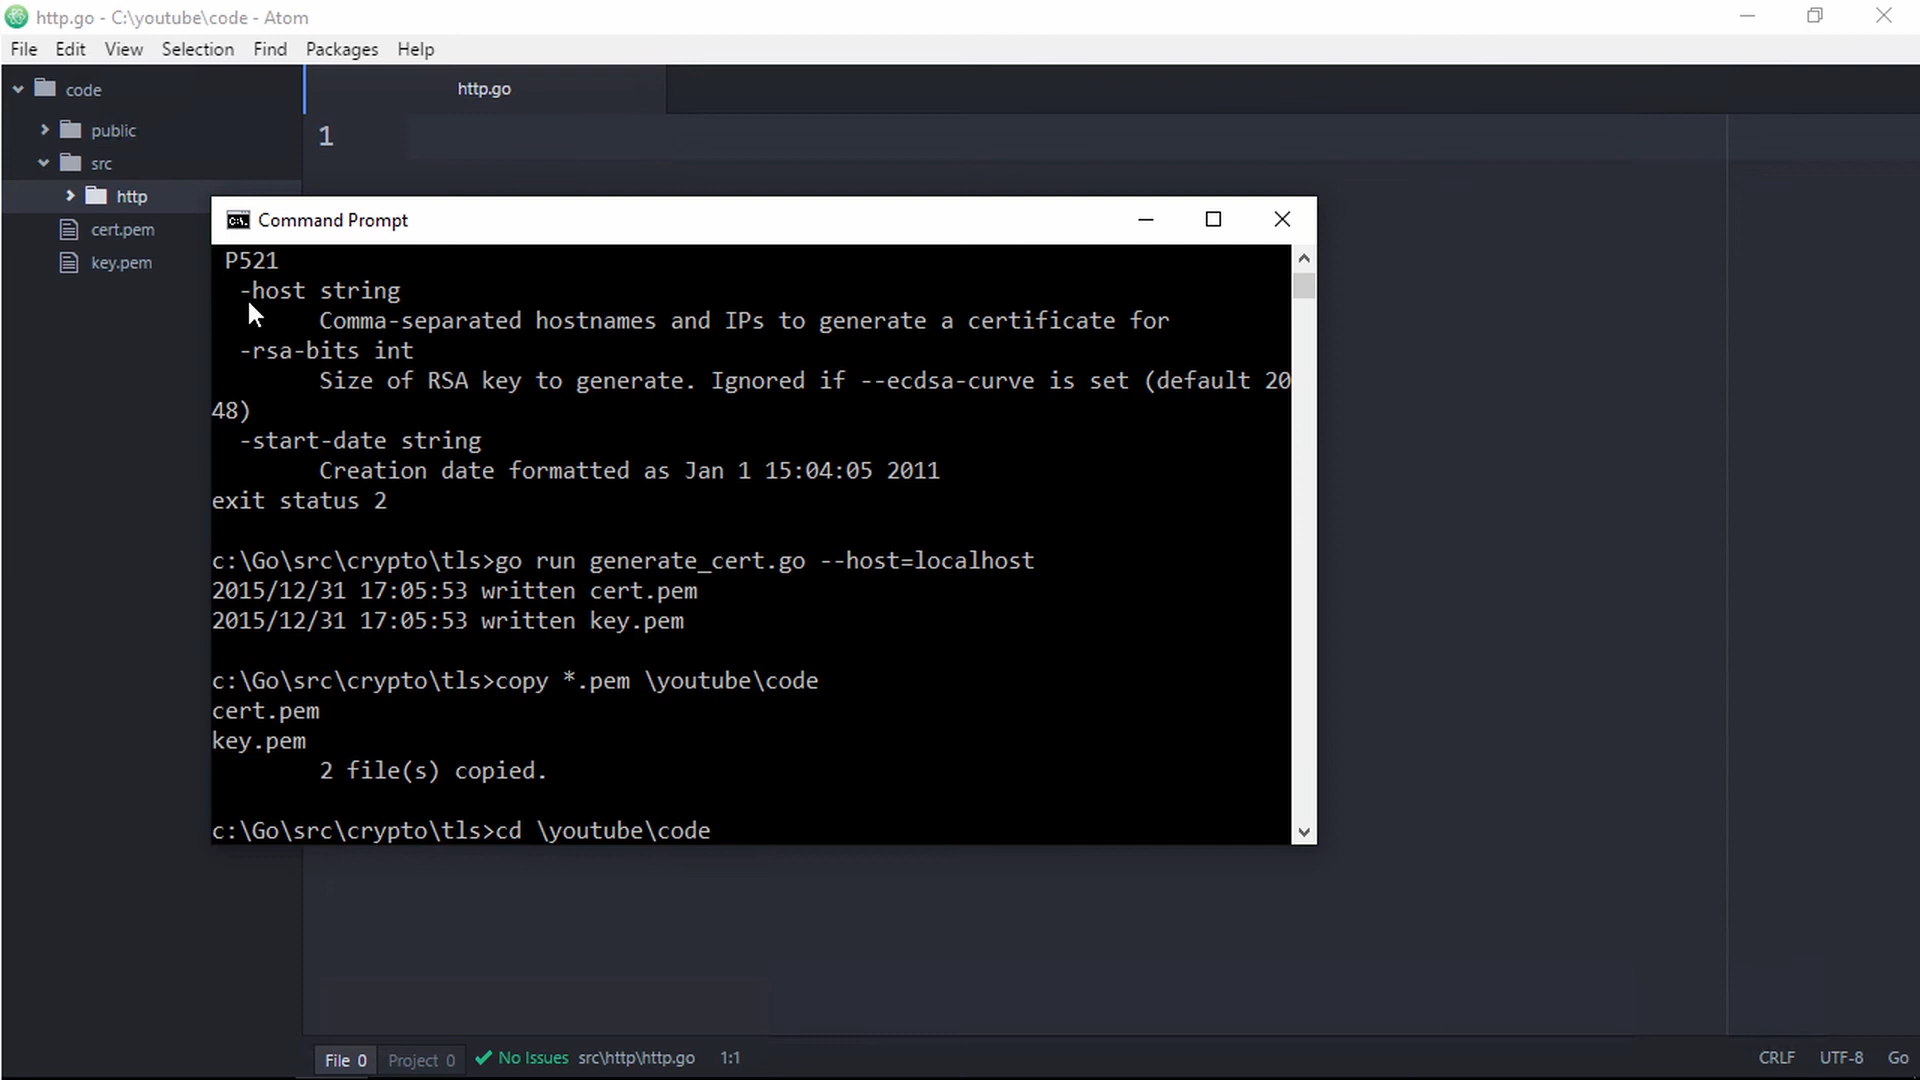 http.go - C:\youtube\code - Atom
File Edit View Selection Find Packages Help
code
public
src
http
cert.pem
key.pem
http.go
1
Command Prompt
P521
-host string
Comma-separated hostnames and IPs to generate a certificate for
-rsa-bits int
Size of RSA key to generate. Ignored if --ecdsa-curve is set (default 20
48)
-start-date string
Creation date formatted as Jan 1 15:04:05 2011
exit status 2
c:\Go\src\crypto\tls>go run generate_cert.go --host=localhost
2015/12/31 17:05:53 written cert.pem
2015/12/31 17:05:53 written key.pem
c:\Go\src\crypto\tls>copy *.pem \youtube\code
cert.pem
key.pem
2 file(s) copied.
c:\Go\src\crypto\tls>cd \youtube\code
File 0 Project 0 No Issues src\http\http.go 1:1 CRLF UTF-8 Go